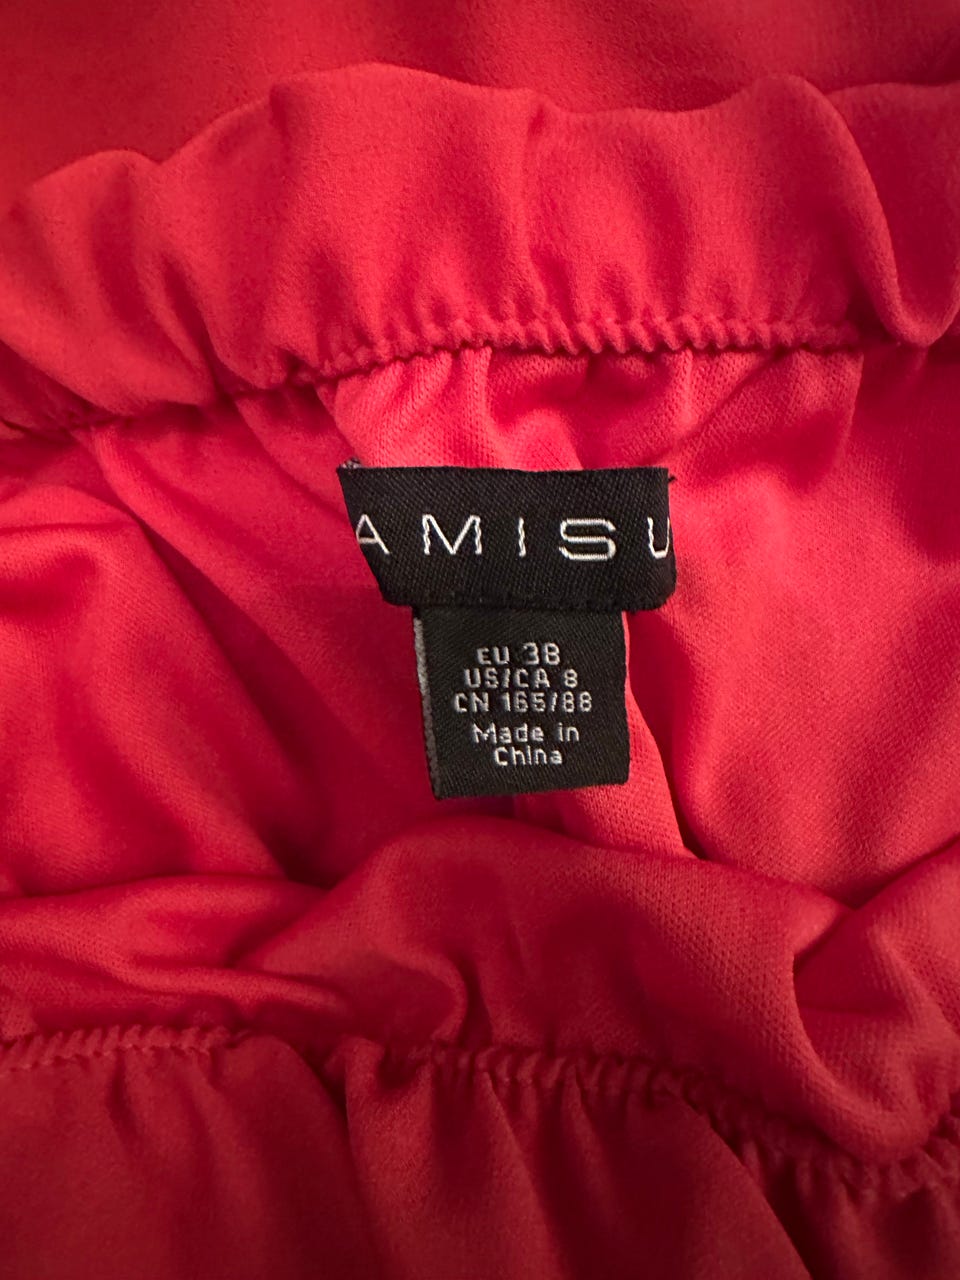 AMISU
EU 38
US/CA 8
CN 165/88
Made in
China